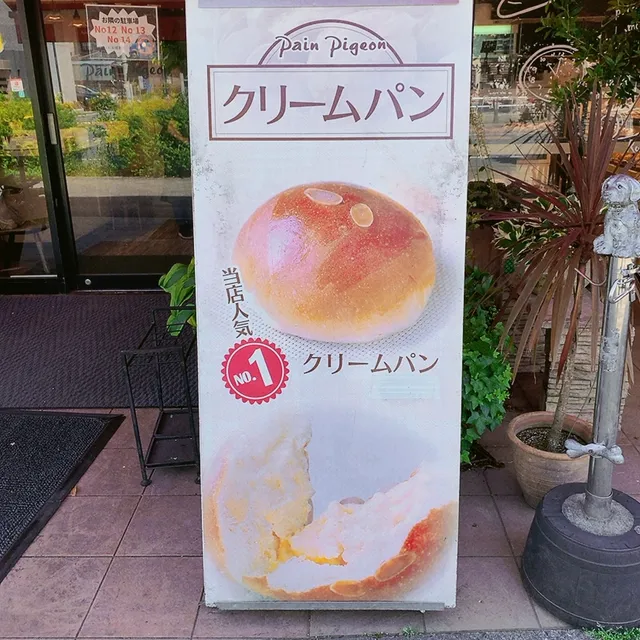 お隣の駐車場
No12 No13
No14
Pain Pigeon
クリームパン
当店人気
NO.1
クリームパン